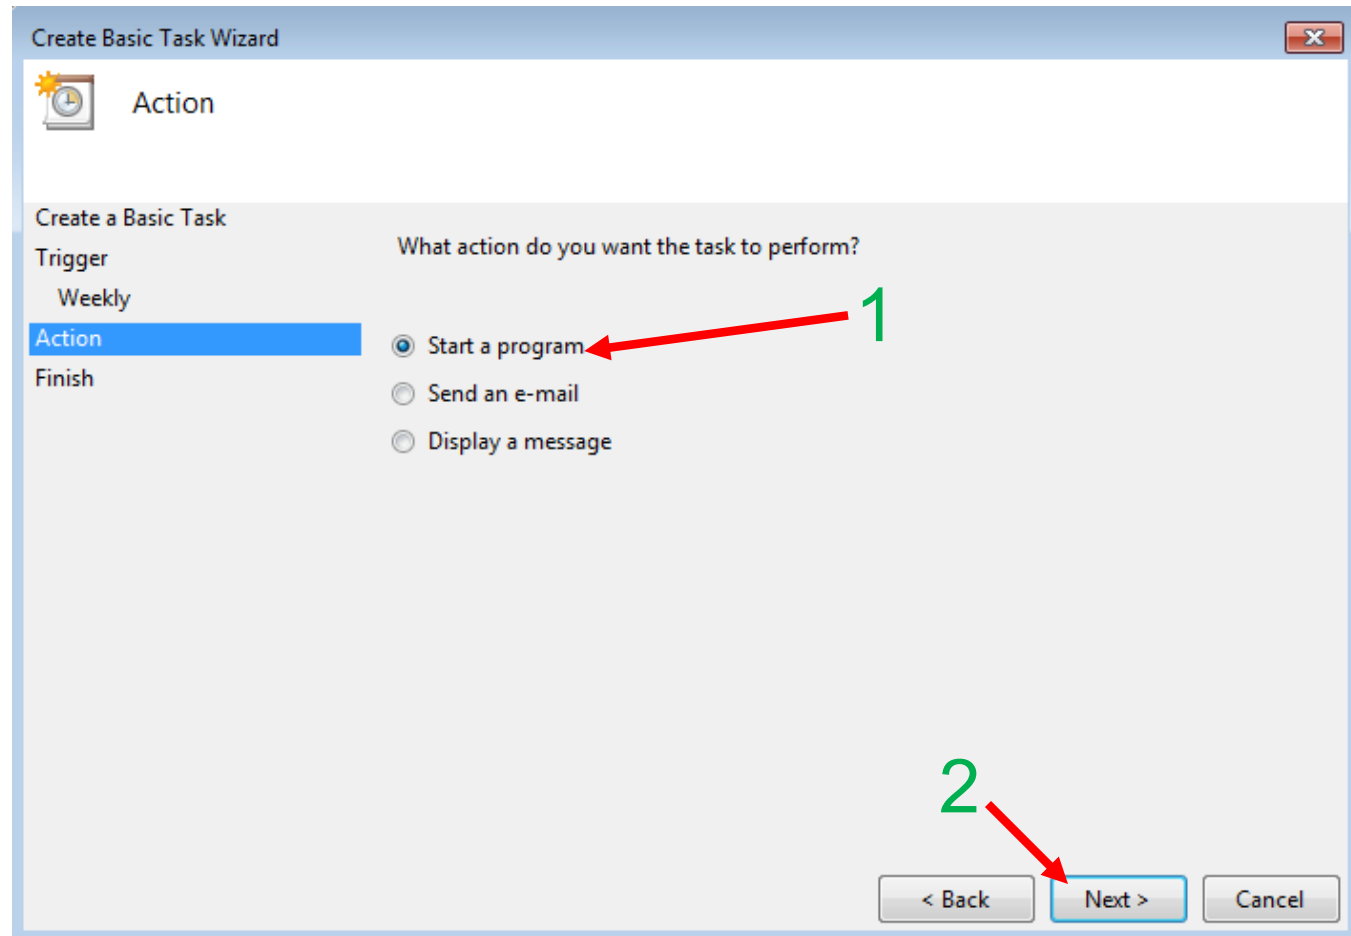 Create Basic Task Wizard
Action
Create a Basic Task
Trigger
Weekly
Action
Finish
What action do you want the task to perform?
1
Start a program
Send an e-mail
Display a message
2
< Back
Next >
Cancel